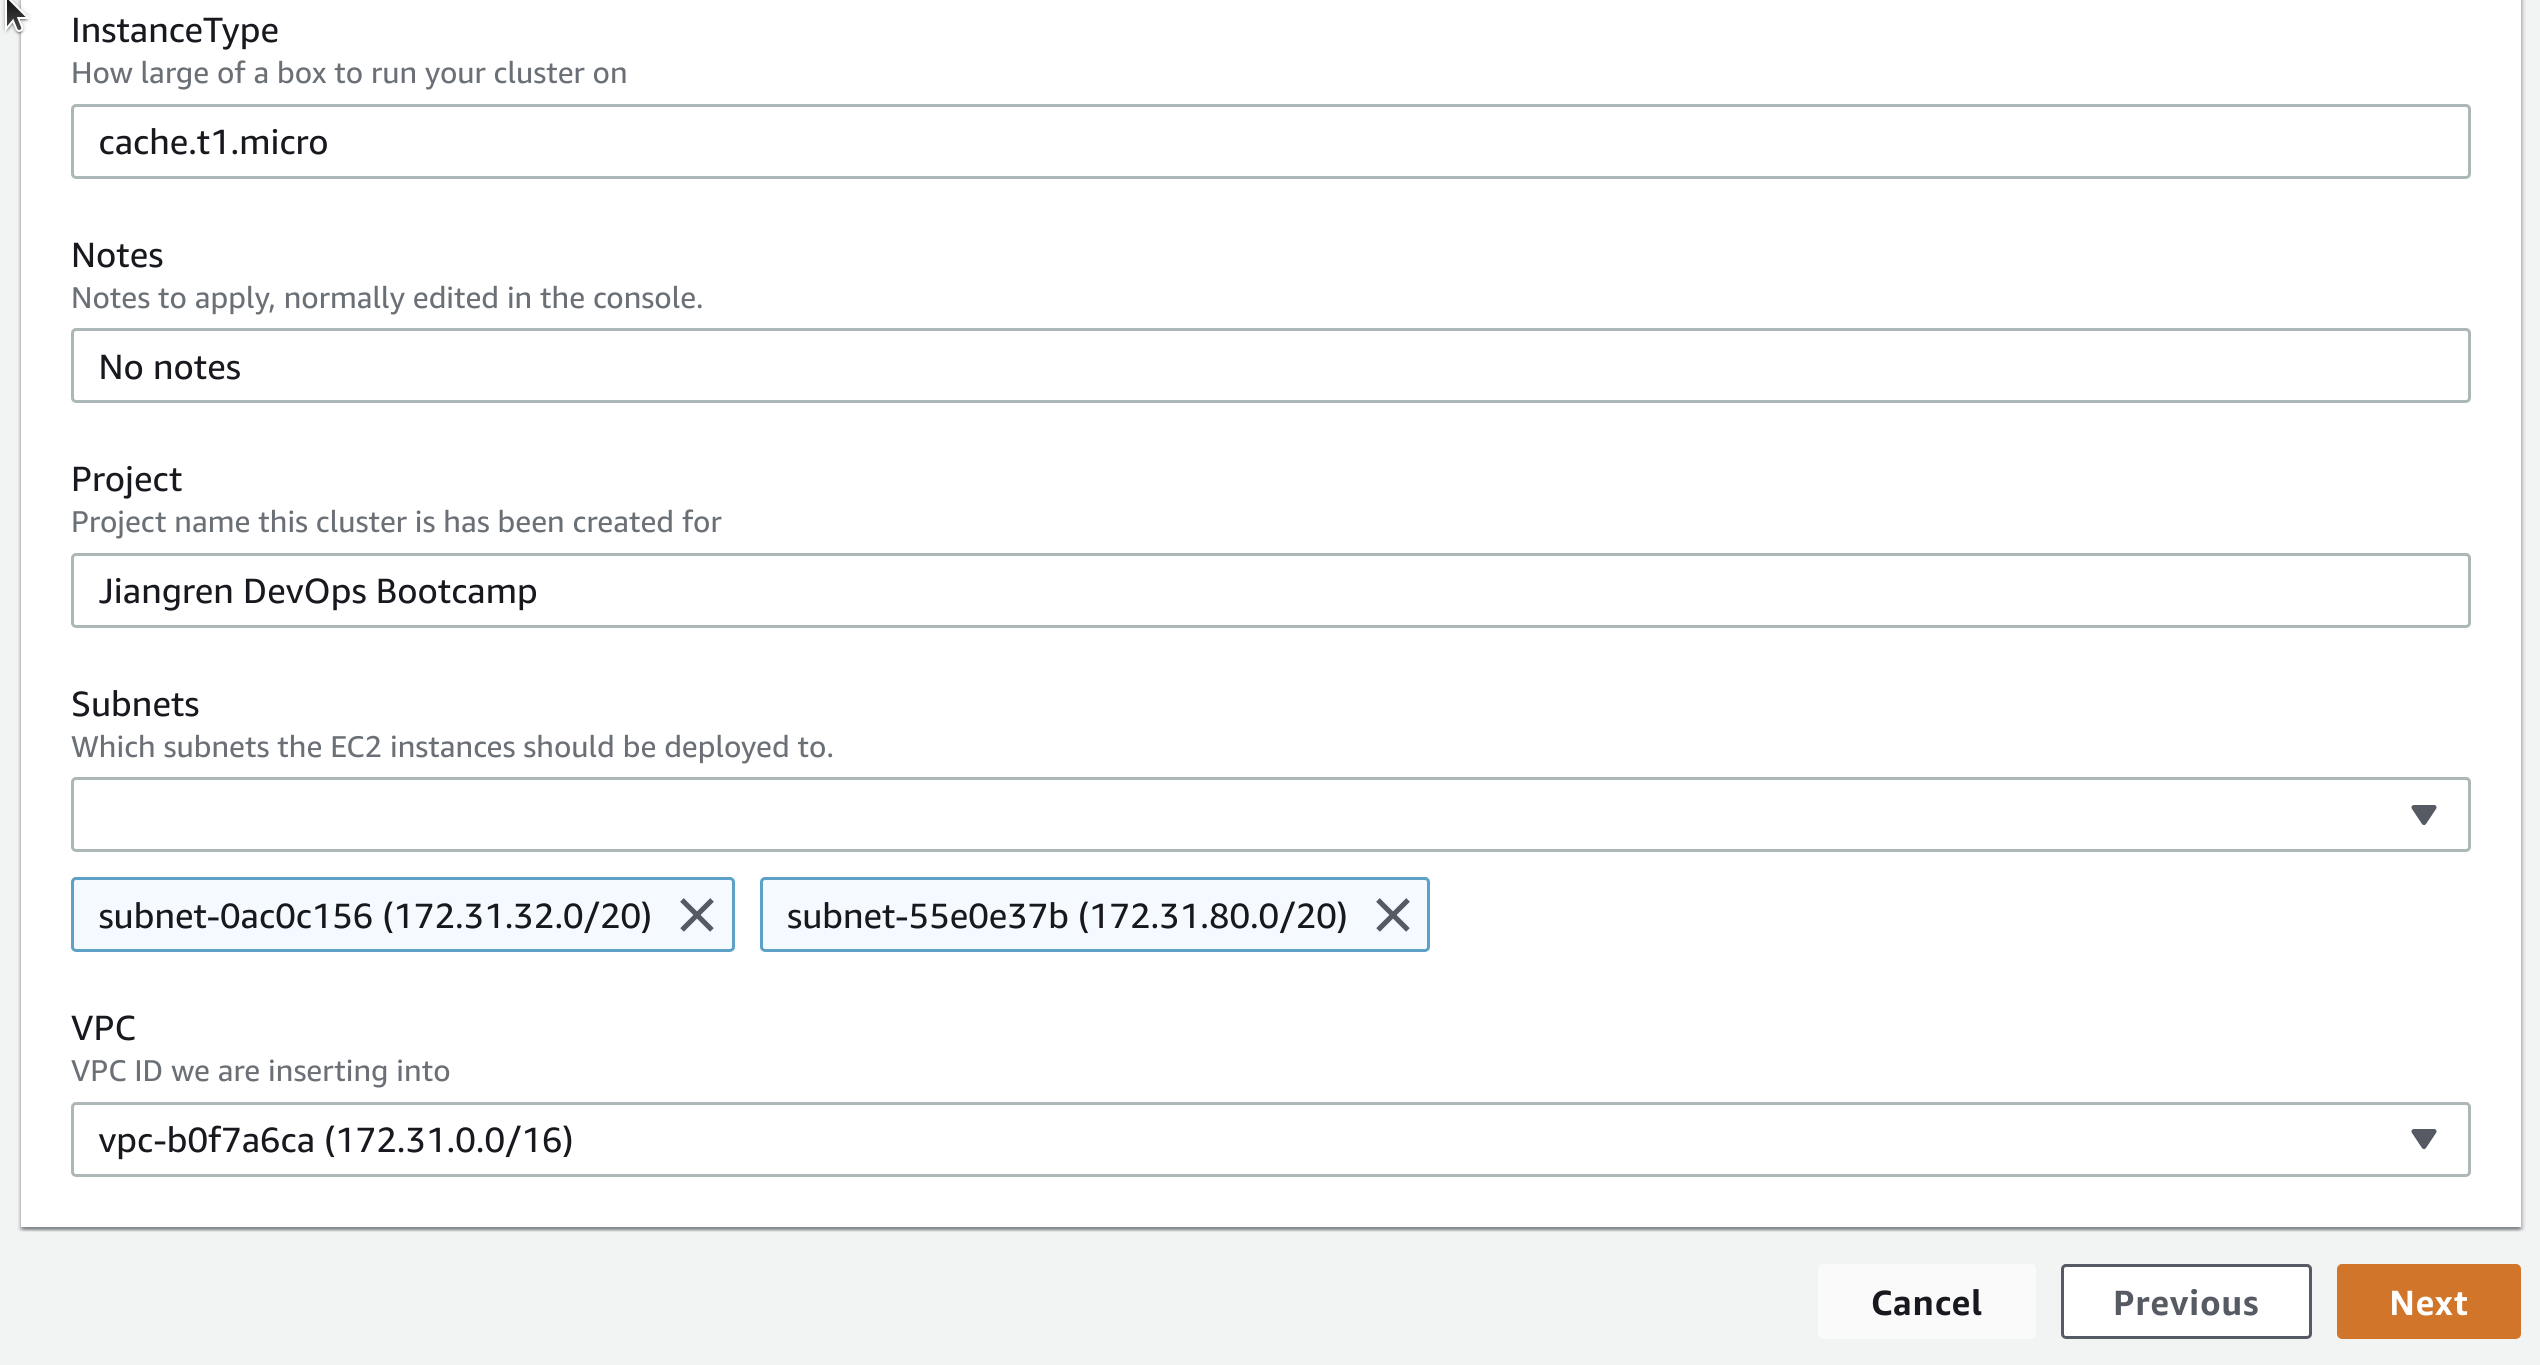 InstanceType
How large of a box to run your cluster on
cache.t1.micro
Notes
Notes to apply, normally edited in the console.
No notes
Project
Project name this cluster is has been created for
Jiangren DevOps Bootcamp
Subnets
Which subnets the EC2 instances should be deployed to.
subnet-0ac0c156 (172.31.32.0/20) subnet-55e0e37b (172.31.80.0/20)
VPC
VPC ID we are inserting into
vpc-b0f7a6ca (172.31.0.0/16)
Cancel Previous Next